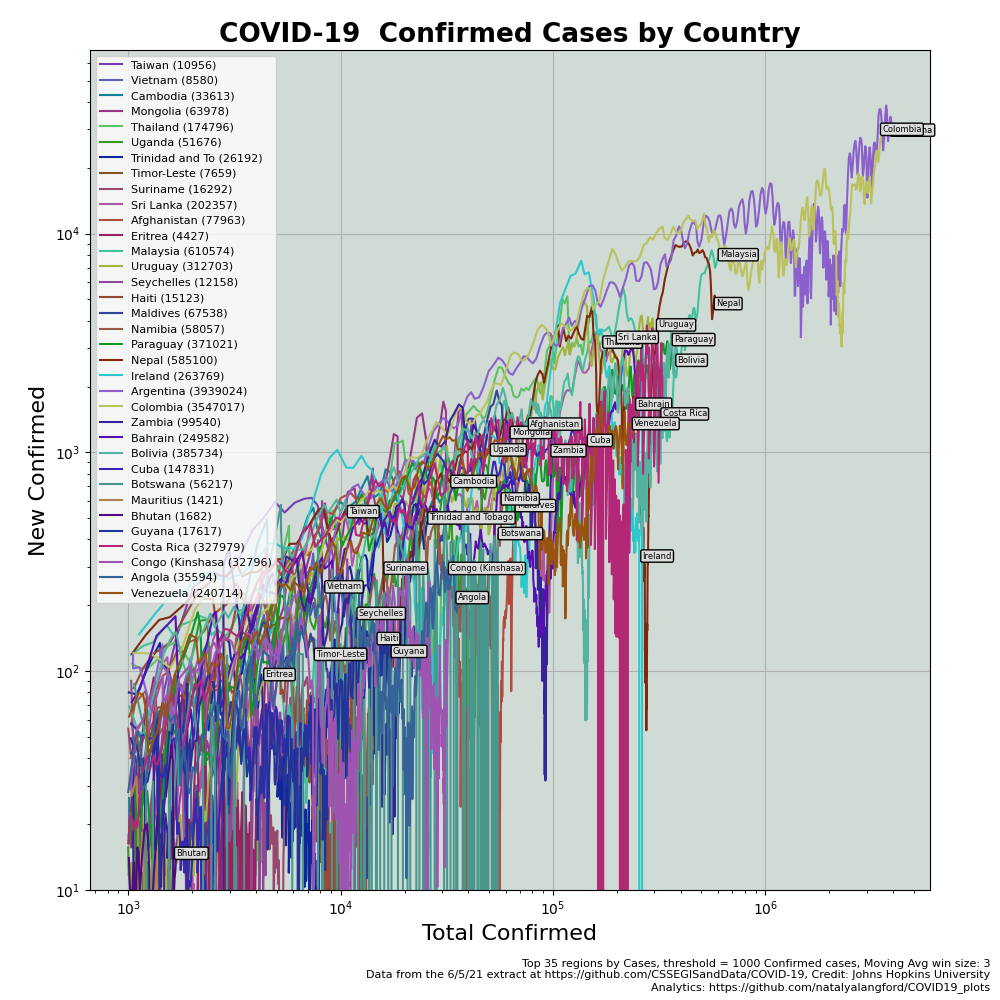 COVID-19  Confirmed Cases by Country
Taiwan (10956)
Vietnam (8580)
Cambodia (33613)
Mongolia (63978)
Thailand (174796)
Uganda (51676)
Trinidad and To (26192)
Timor-Leste (7659)
Suriname (16292)
Sri Lanka (202357)
Afghanistan (77963)
Eritrea (4427)
Malaysia (610574)
Uruguay (312703)
Seychelles (12158)
Haiti (15123)
Maldives (67538)
Namibia (58057)
Paraguay (371021)
Nepal (585100)
Ireland (263769)
Argentina (3939024)
Colombia (3547017)
Zambia (99540)
Bahrain (249582)
Bolivia (385734)
Cuba (147831)
Botswana (56217)
Mauritius (1421)
Bhutan (1682)
Guyana (17617)
Costa Rica (327979)
Congo (Kinshasa (32796)
Angola (35594)
Venezuela (240714)
Colombia
Malaysia
Nepal
Uruguay
Sri Lanka
Paraguay
Bolivia
Bahrain
Costa Rica
Afghanistan
Venezuela
Mongolia
Cuba
Uganda
Zambia
Cambodia
Namibia
Maldives
Taiwan
Trinidad and Tobago
Botswana
Ireland
Suriname
Congo (Kinshasa)
Vietnam
Angola
Seychelles
Haiti
Guyana
Timor-Leste
Eritrea
Bhutan
New Confirmed
10⁴
10³
10²
10¹
10³
10⁴
10⁵
10⁶
Total Confirmed
Top 35 regions by Cases, threshold = 1000 Confirmed cases, Moving Avg win size: 3
Data from the 6/5/21 extract at https://github.com/CSSEGISandData/COVID-19, Credit: Johns Hopkins University
Analytics: https://github.com/natalyalangford/COVID19_plots